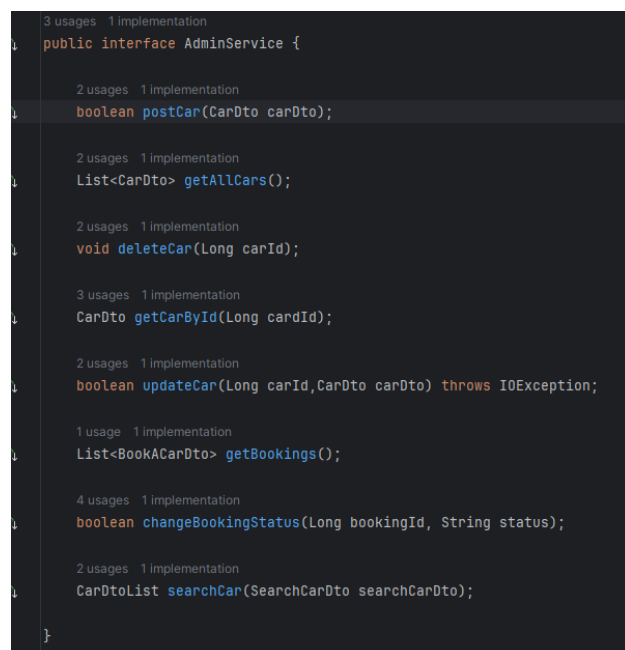 3 usages   1 implementation
public interface AdminService {
2 usages   1 implementation
boolean postCar(CarDto carDto);
2 usages   1 implementation
List<CarDto> getAllCars();
2 usages   1 implementation
void deleteCar(Long carId);
3 usages   1 implementation
CarDto getCarById(Long cardId);
2 usages   1 implementation
boolean updateCar(Long carId,CarDto carDto) throws IOException;
1 usage   1 implementation
List<BookACarDto> getBookings();
4 usages   1 implementation
boolean changeBookingStatus(Long bookingId, String status);
2 usages   1 implementation
CarDtoList searchCar(SearchCarDto searchCarDto);
}